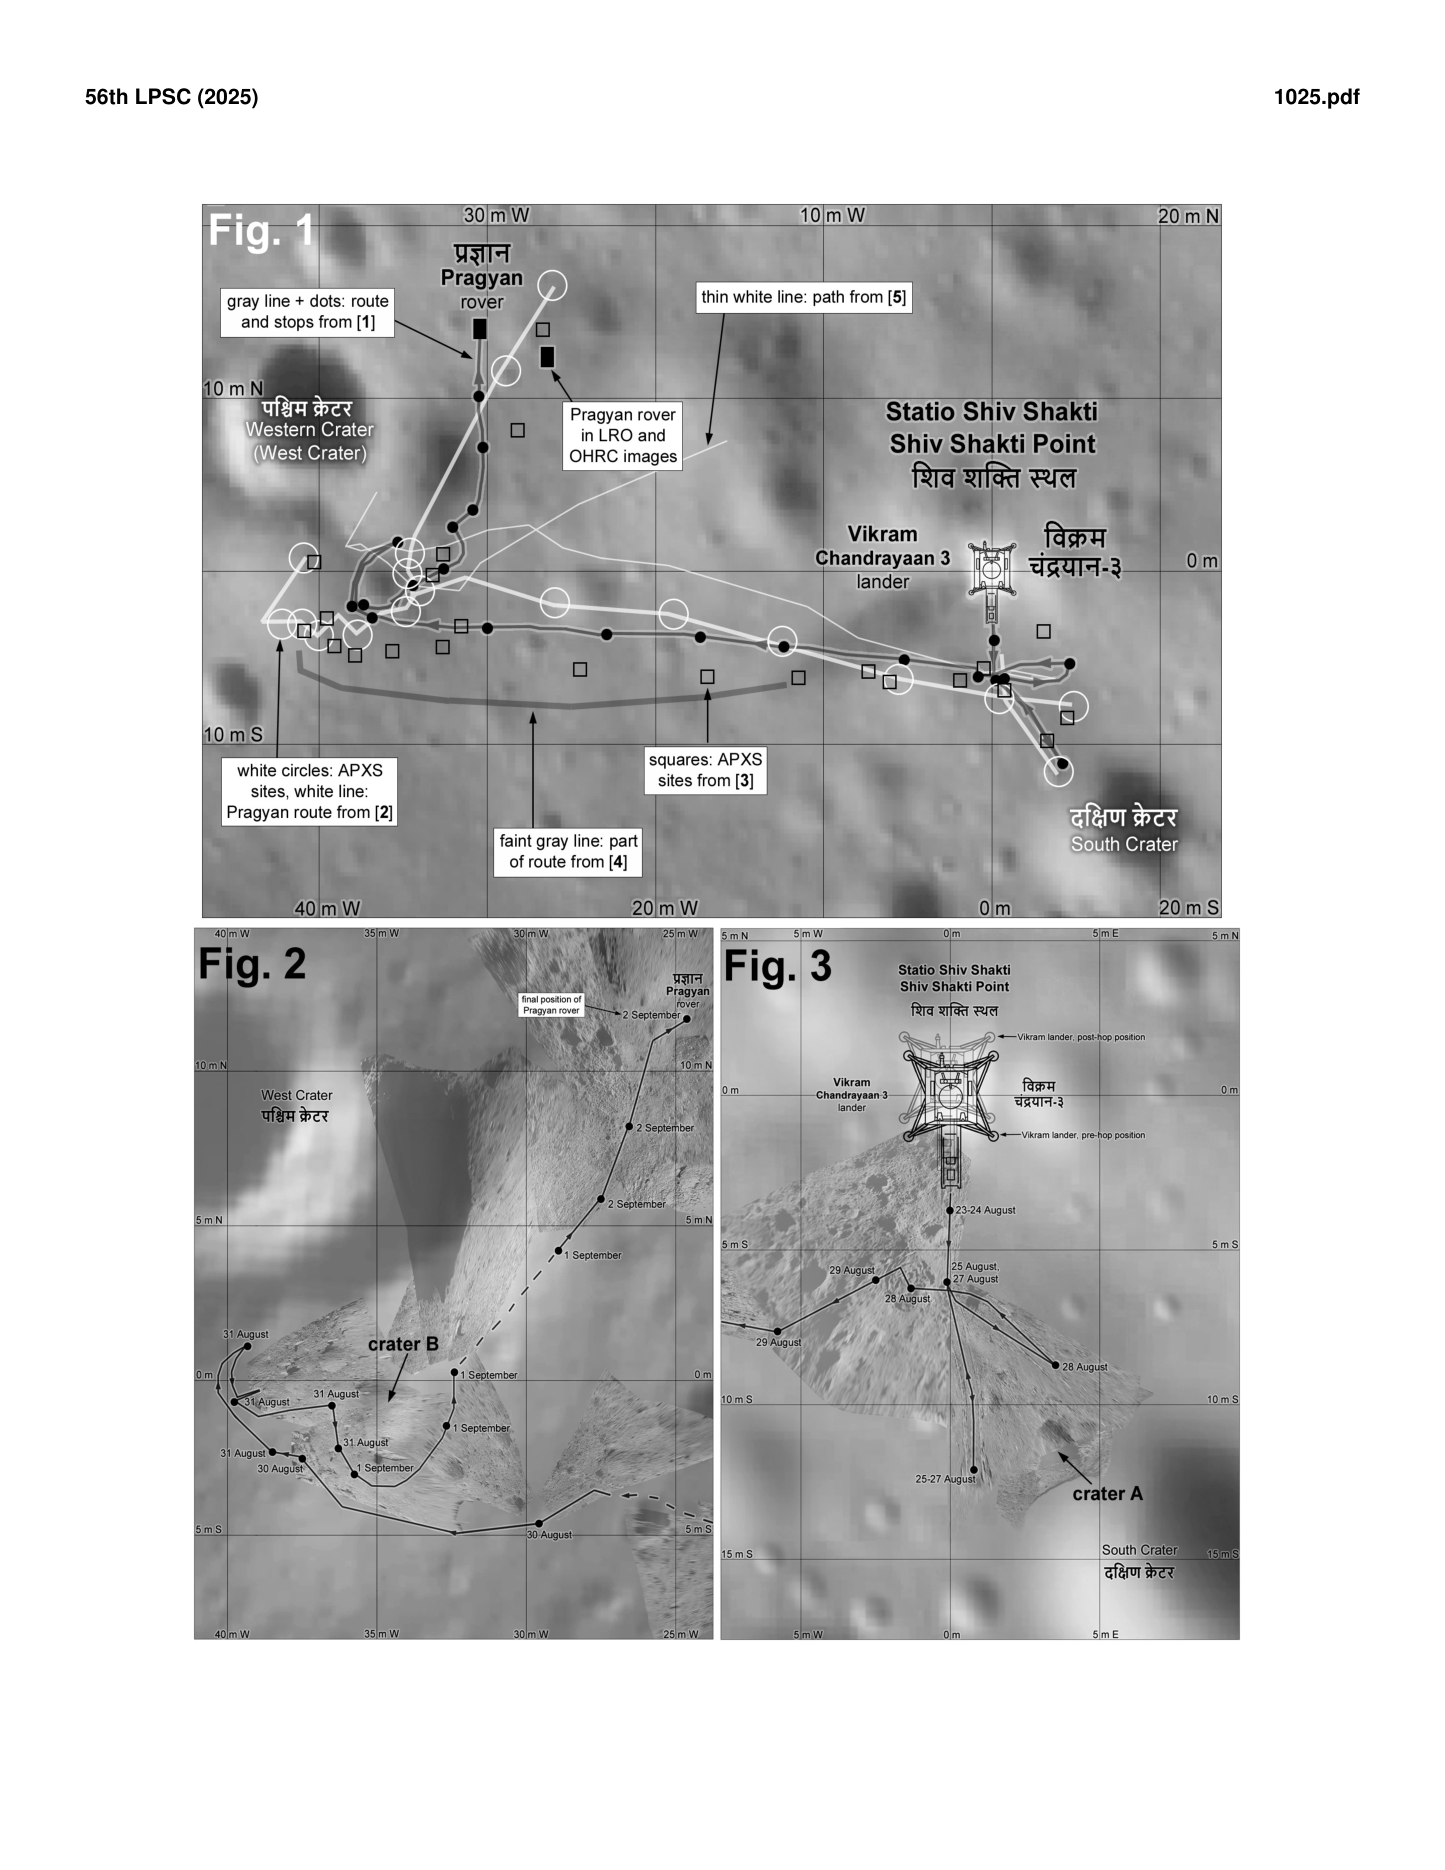 56th LPSC (2025)
1025.pdf
Fig. 1
30 m W
10 m W
20 m N
प्रज्ञान
Pragyan
rover
gray line + dots: route
and stops from [1]
thin white line: path from [5]
10 m N
पश्चिम क्रेटर
Western Crater
(West Crater)
Pragyan rover
in LRO and
OHRC images
Statio Shiv Shakti
Shiv Shakti Point
शिव शक्ति स्थल
Vikram
Chandrayaan 3
lander
विक्रम
चंद्रयान-३
0 m
10 m S
white circles: APXS
sites, white line:
Pragyan route from [2]
squares: APXS
sites from [3]
faint gray line: part
of route from [4]
दक्षिण क्रेटर
South Crater
40 m W
20 m W
0 m
20 m S
40 m W
35 m W
30 m W
25 m W
Fig. 2
प्रज्ञान
Pragyan
rover
final position of
Pragyan rover
2 September
10 m N
10 m N
West Crater
पश्चिम क्रेटर
2 September
2 September
5 m N
5 m N
1 September
31 August
crater B
0 m
0 m
1 September
31 August
31 August
1 September
31 August
31 August
30 August
1 September
5 m S
5 m S
30 August
40 m W
35 m W
30 m W
25 m W
5 m N
5 m W
0 m
5 m E
5 m N
Fig. 3
Statio Shiv Shakti
Shiv Shakti Point
शिव शक्ति स्थल
Vikram lander, post-hop position
Vikram
Chandrayaan 3
lander
विक्रम
चंद्रयान-३
0 m
0 m
Vikram lander, pre-hop position
23-24 August
5 m S
5 m S
29 August
25 August,
27 August
28 August
29 August
28 August
10 m S
10 m S
25-27 August
crater A
South Crater
दक्षिण क्रेटर
15 m S
15 m S
5 m W
0 m
5 m E